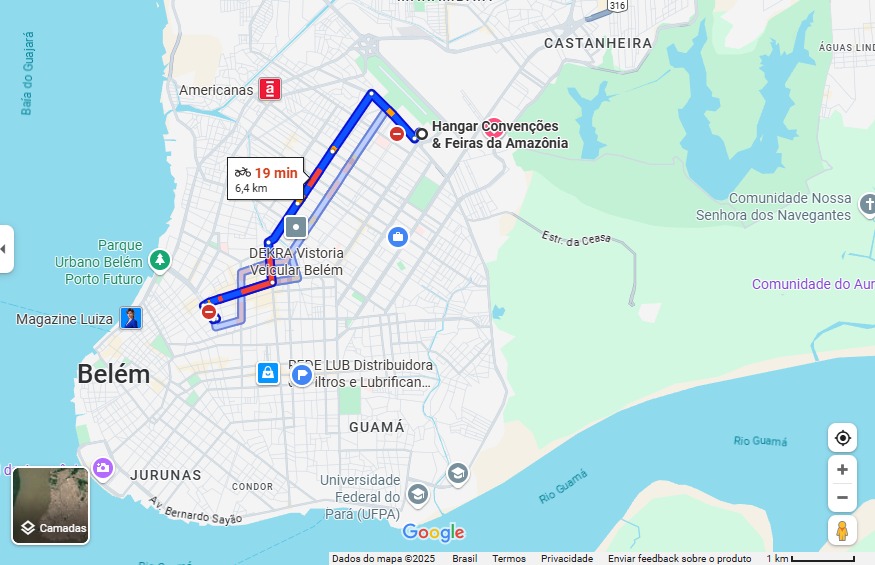 316
CASTANHEIRA
Baía do Guajará
Americanas
Hangar Convenções
& Feiras da Amazônia
19 min
6,4 km
Comunidade Nossa
Senhora dos Navegantes
Estr. da Ceasa
Parque
Urbano Belém
Porto Futuro
DEKRA Vistoria
Veicular Belém
Comunidade do Aur
Magazine Luiza
Belém
REDE LUB Distribuidora
Filtros e Lubrifican...
GUAMÁ
Rio Guamá
JURUNAS
CONDOR
Universidade
Federal do
Pará (UFPA)
Rio Guamá
Av. Bernardo Sayão
Camadas
Google
Dados do mapa ©2025 Brasil Termos Privacidade Enviar feedback sobre o produto 1 km